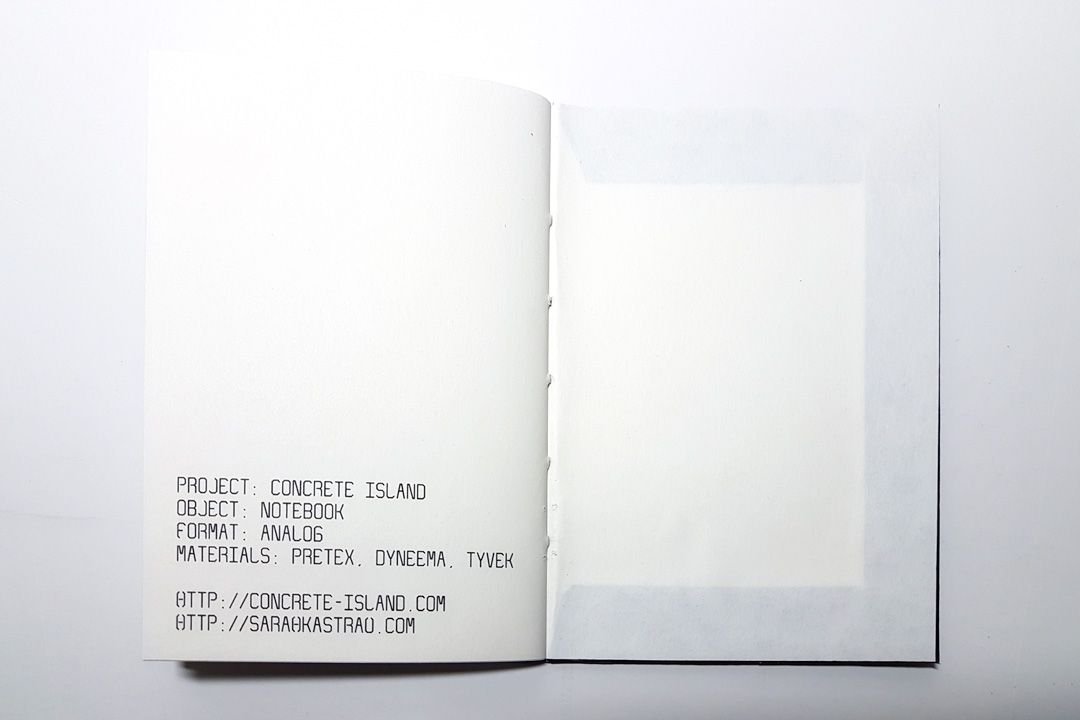 PROJECT: CONCRETE ISLAND
OBJECT: NOTEBOOK
FORMAT: ANALOG
MATERIALS: PRETEX, DYNEEMA, TYVEK
HTTP://CONCRETE-ISLAND.COM
HTTP://SARAHKASTRAU.COM